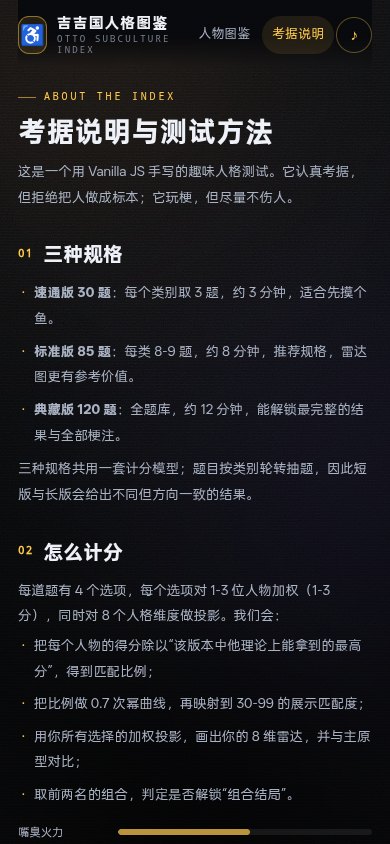 吉吉国人格图鉴
OTTO SUBCULTURE
INDEX
人物图鉴
考据说明
♪
ABOUT THE INDEX
考据说明与测试方法
这是一个用 Vanilla JS 手写的趣味人格测试。它认真考据，
但拒绝把人做成标本；它玩梗，但尽量不伤人。
01 三种规格
· 速通版 30 题：每个类别取 3 题，约 3 分钟，适合先摸个
鱼。
· 标准版 85 题：每类 8-9 题，约 8 分钟，推荐规格，雷达
图更有参考价值。
· 典藏版 120 题：全题库，约 12 分钟，能解锁最完整的结
果与全部梗注。
三种规格共用一套计分模型；题目按类别轮转抽题，因此短
版与长版会给出不同但方向一致的结果。
02 怎么计分
每道题有 4 个选项，每个选项对 1-3 位人物加权（1-3
分），同时对 8 个人格维度做投影。我们会：
· 把每个人物的得分除以“该版本中他理论上能拿到的最高
分”，得到匹配比例；
· 把比例做 0.7 次幂曲线，再映射到 30-99 的展示匹配度；
· 用你所有选择的加权投影，画出你的 8 维雷达，并与主原
型对比；
· 取前两名的组合，判定是否解锁“组合结局”。
嘴臭火力